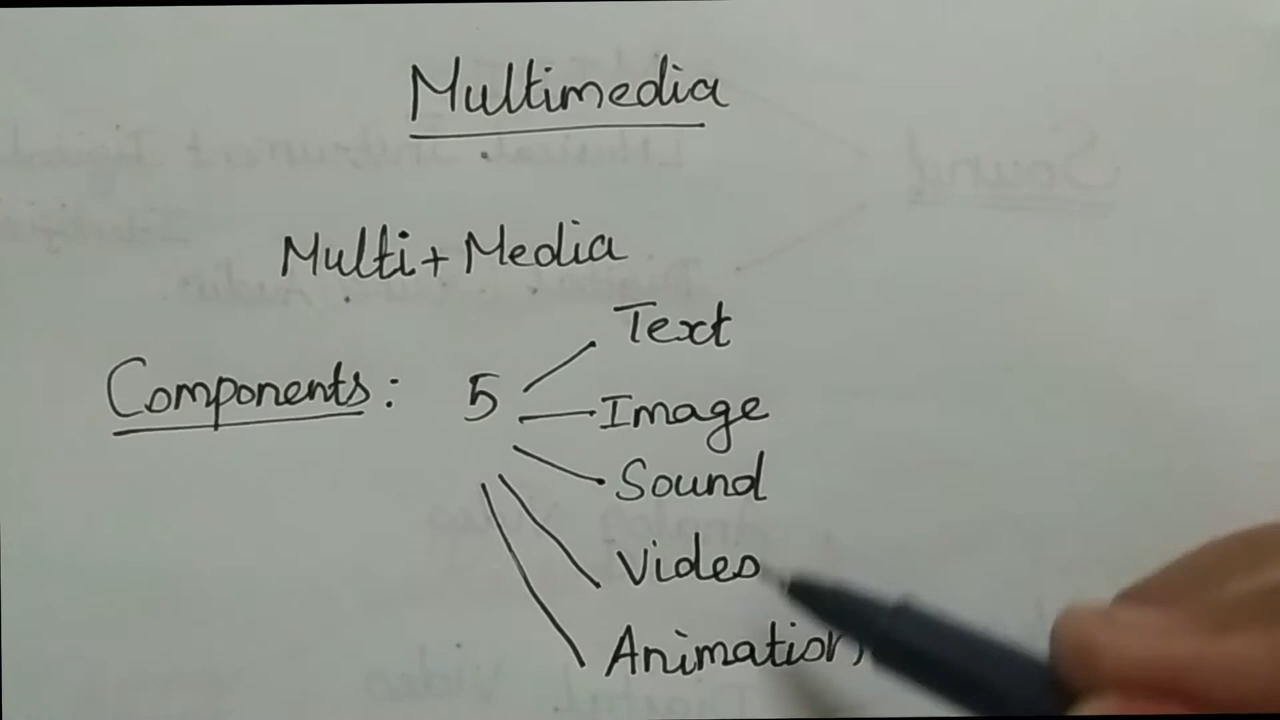 Multimedia
Multi + Media
Text
Components: 5
Image
Sound
Video
Animation